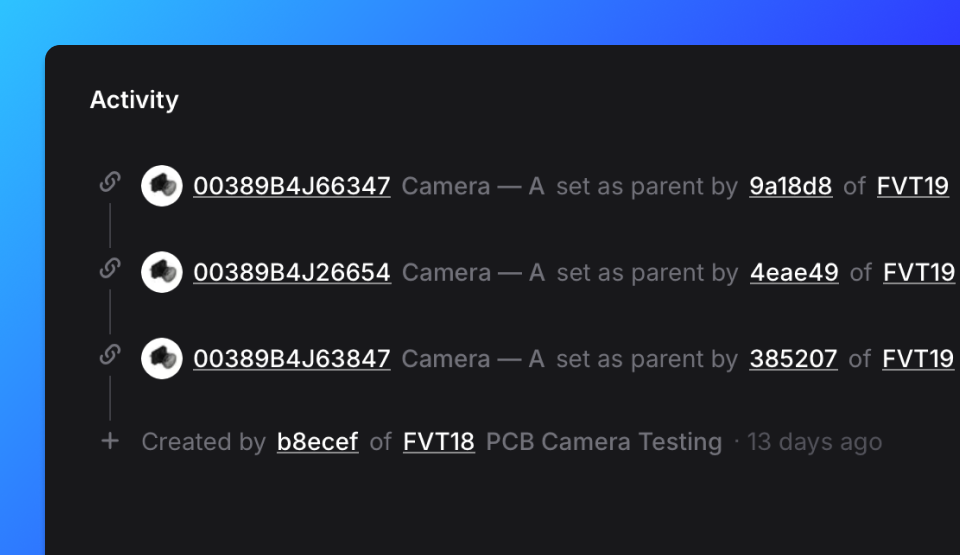 Activity
00389B4J66347 Camera — A set as parent by 9a18d8 of FVT19
00389B4J26654 Camera — A set as parent by 4eae49 of FVT19
00389B4J63847 Camera — A set as parent by 385207 of FVT19
Created by b8ecef of FVT18 PCB Camera Testing · 13 days ago